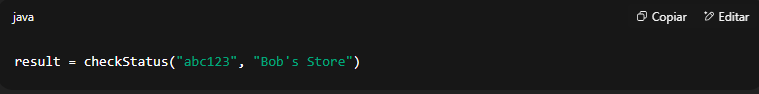 java Copiar Editar
result = checkStatus("abc123", "Bob's Store")